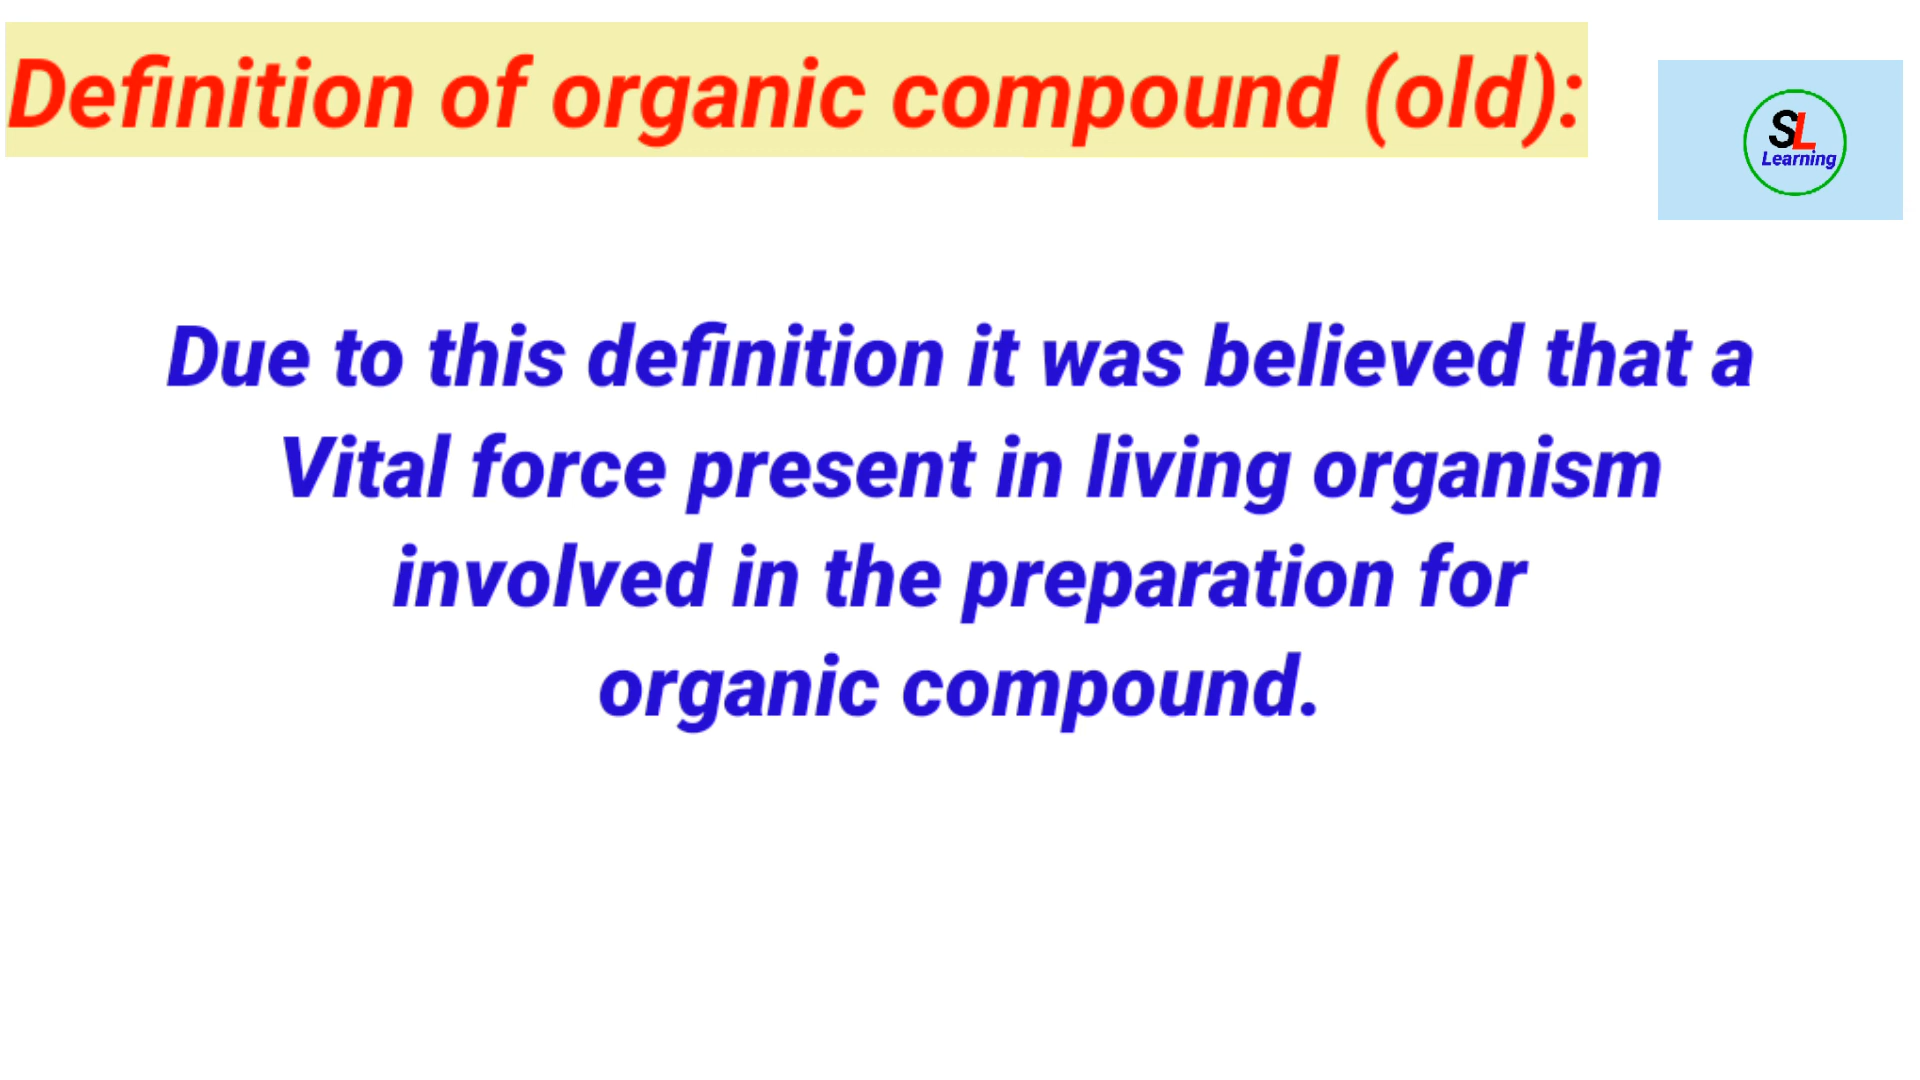 Definition of organic compound (old):
SL
Learning
Due to this definition it was believed that a
Vital force present in living organism
involved in the preparation for
organic compound.